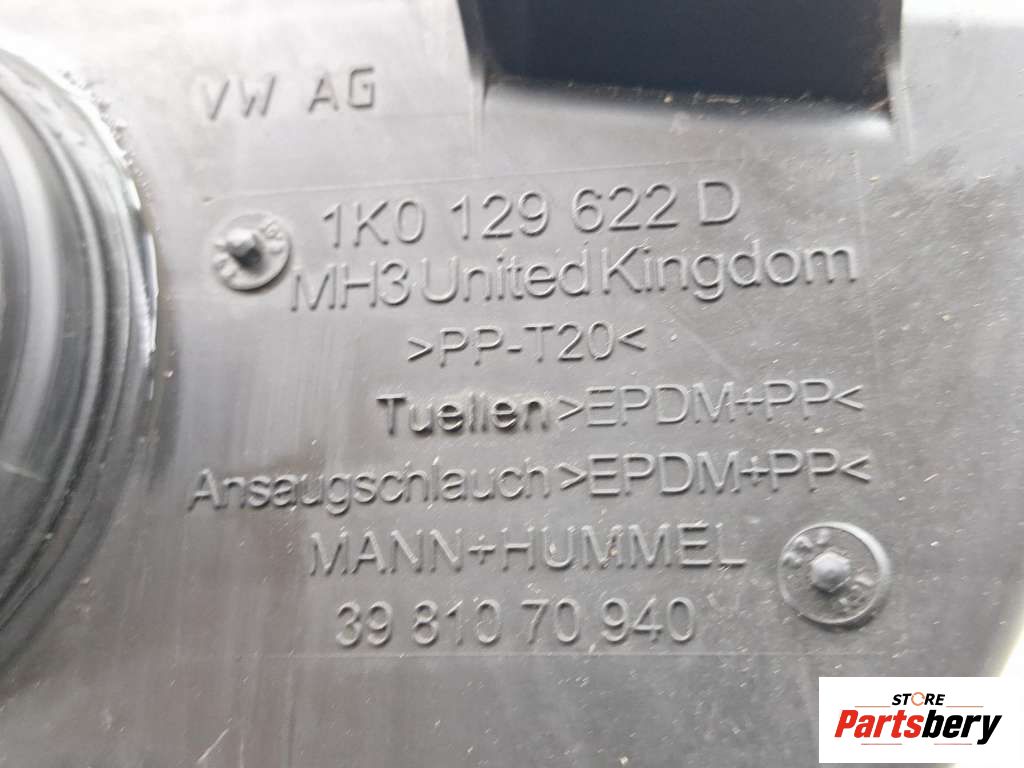 VW AG
1K0 129 622 D
MH3 United Kingdom
>PP-T20<
Tuellen >EPDM+PP<
Ansaugschlauch >EPDM+PP<
MANN+HUMMEL
39 810 70 940
STORE
Partsbery